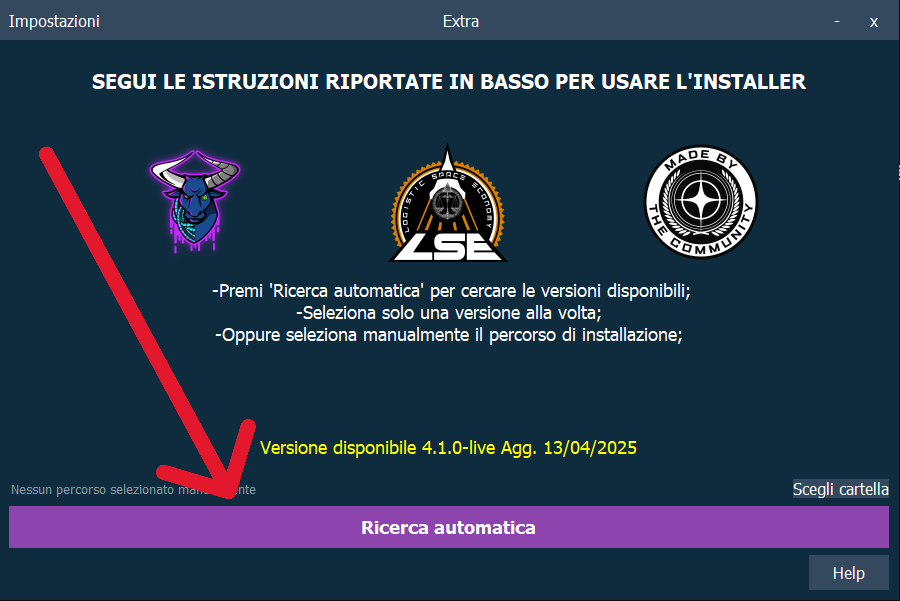 Impostazioni Extra - x
SEGUI LE ISTRUZIONI RIPORTATE IN BASSO PER USARE L'INSTALLER
LOGISTIC SPACE ECONOMY
LSE
MADE BY
THE COMMUNITY
-Premi 'Ricerca automatica' per cercare le versioni disponibili;
-Seleziona solo una versione alla volta;
-Oppure seleziona manualmente il percorso di installazione;
Versione disponibile 4.1.0-live Agg. 13/04/2025
Nessun percorso selezionato Scegli cartella
Ricerca automatica
Help